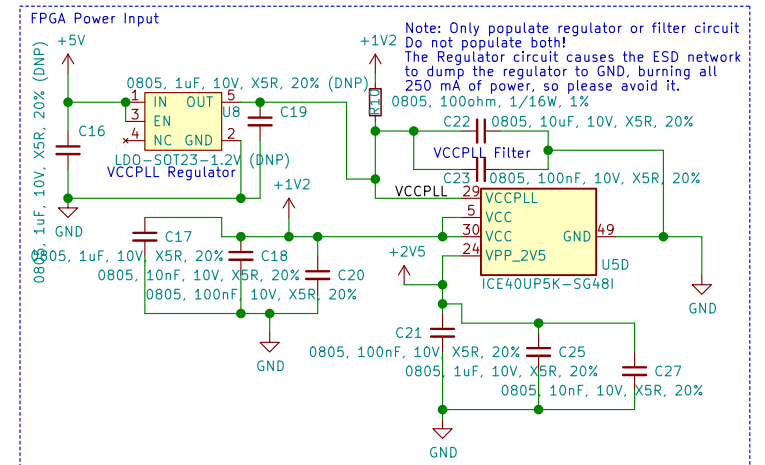 FPGA Power Input
Note: Only populate regulator or filter circuit
Do not populate both!
The Regulator circuit causes the ESD network
to dump the regulator to GND, burning all
250 mA of power, so please avoid it.
+5V
+1V2
0805, 1uF, 10V, X5R, 20% (DNP)
C16
0805, 1uF, 10V, X5R, 20% (DNP)
C19
1 IN OUT 5
U8
3 EN
4 NC GND 2
LDO-SOT23-1.2V (DNP)
VCCPLL Regulator
GND
R10
0805, 100ohm, 1/16W, 1%
C22 0805, 10uF, 10V, X5R, 20%
VCCPLL Filter
C23 0805, 100nF, 10V, X5R, 20%
VCCPLL
29 VCCPLL
5 VCC
30 VCC
24 VPP_2V5
GND 49
U5D
ICE40UP5K-SG48I
GND
+1V2
C17
0805, 1uF, 10V, X5R, 20%
C18
0805, 10nF, 10V, X5R, 20%
C20
0805, 100nF, 10V, X5R, 20%
GND
+2V5
C21
0805, 100nF, 10V, X5R, 20%
C25
0805, 1uF, 10V, X5R, 20%
C27
0805, 10nF, 10V, X5R, 20%
GND